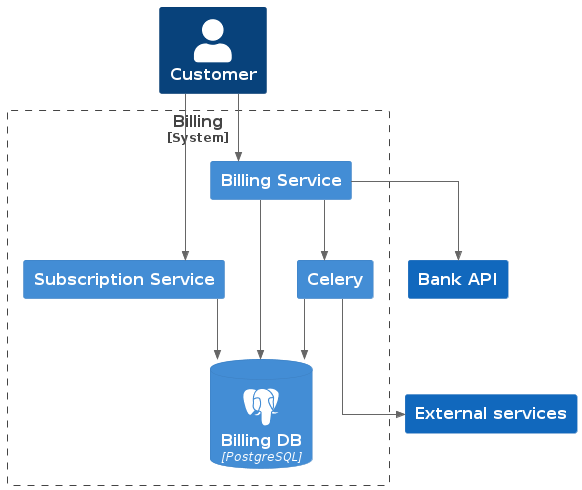 Customer
Billing
[System]
Billing Service
Subscription Service
Celery
Bank API
External services
Billing DB
[PostgreSQL]